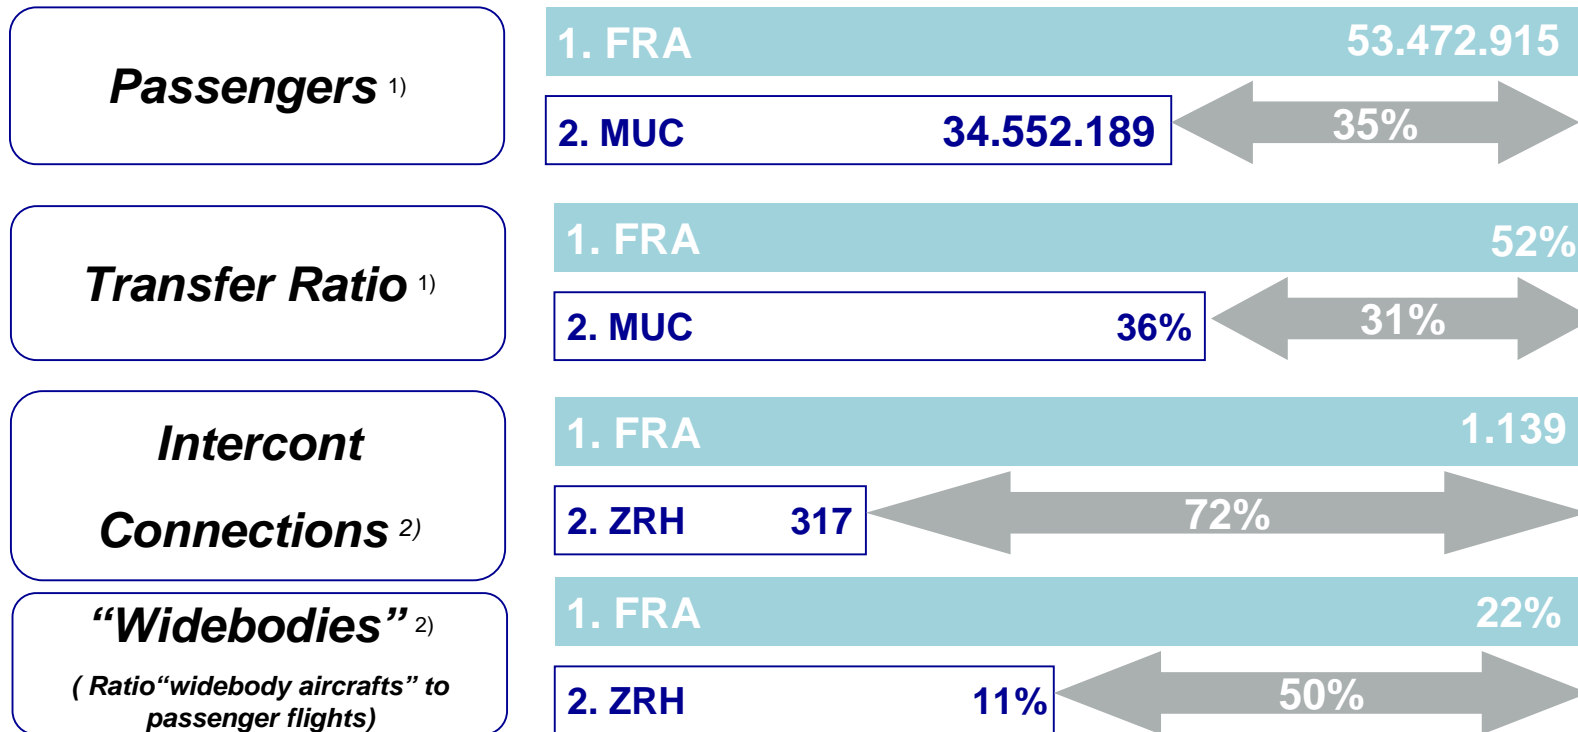 Passengers 1)
1. FRA 53.472.915
2. MUC 34.552.189 35%
Transfer Ratio 1)
1. FRA 52%
2. MUC 36% 31%
Intercont
Connections 2)
1. FRA 1.139
2. ZRH 317 72%
“Widebodies” 2)
( Ratio“widebody aircrafts” to
passenger flights)
1. FRA 22%
2. ZRH 11% 50%